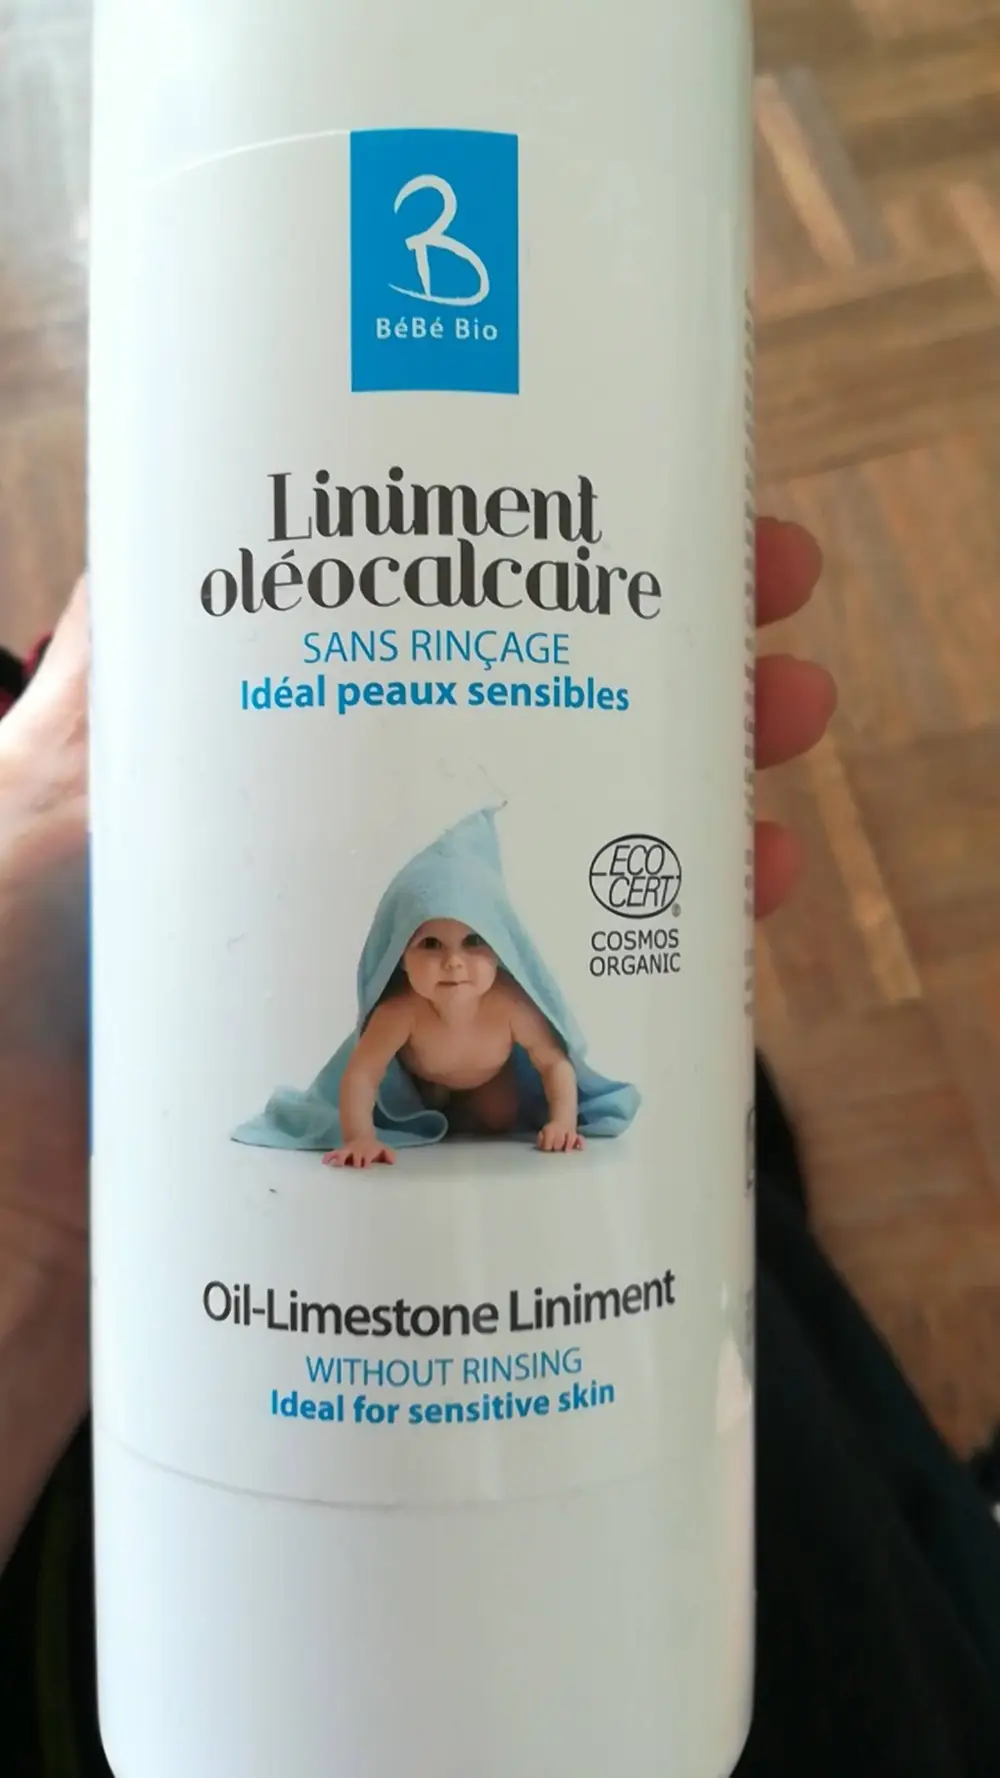 B
BéBé Bio
Liniment
oléocalcaire
SANS RINÇAGE
Idéal peaux sensibles
ECO
CERT®
COSMOS
ORGANIC
Oil-Limestone Liniment
WITHOUT RINSING
Ideal for sensitive skin